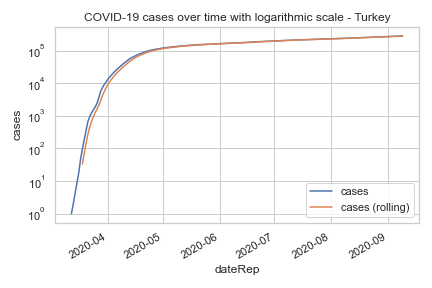 COVID-19 cases over time with logarithmic scale - Turkey
10^5
10^4
10^3
10^2
10^1
10^0
cases
cases
cases (rolling)
2020-04
2020-05
2020-06
2020-07
2020-08
2020-09
dateRep